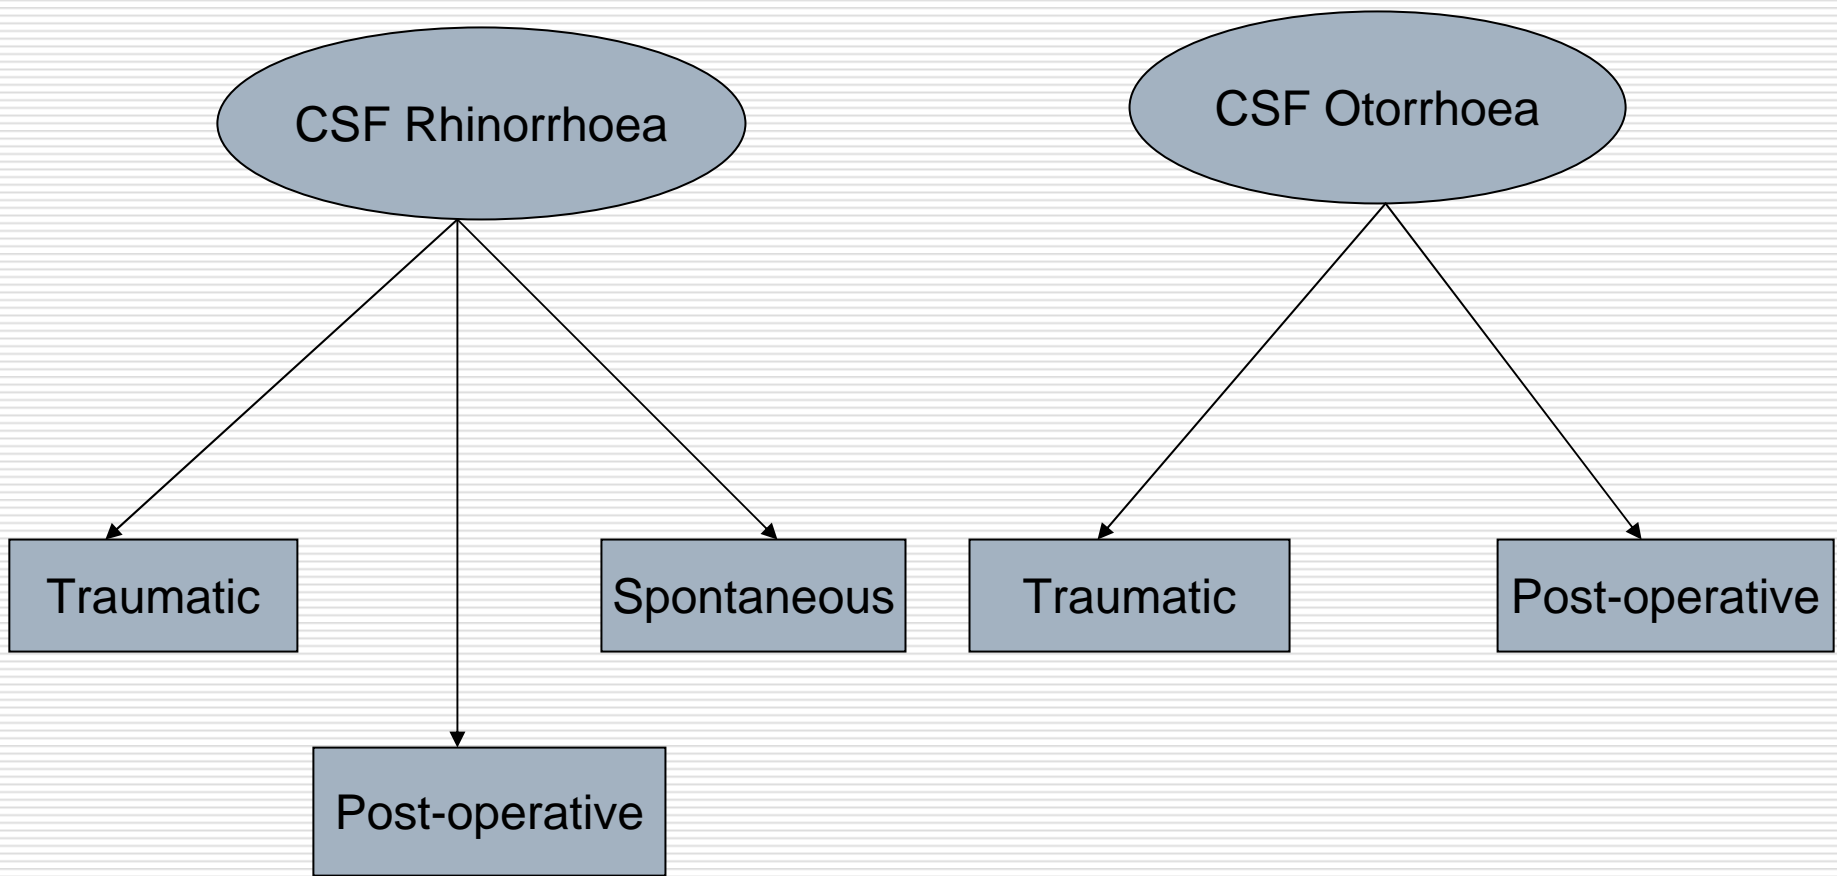 CSF Rhinorrhoea
CSF Otorrhoea
Traumatic
Spontaneous
Traumatic
Post-operative
Post-operative